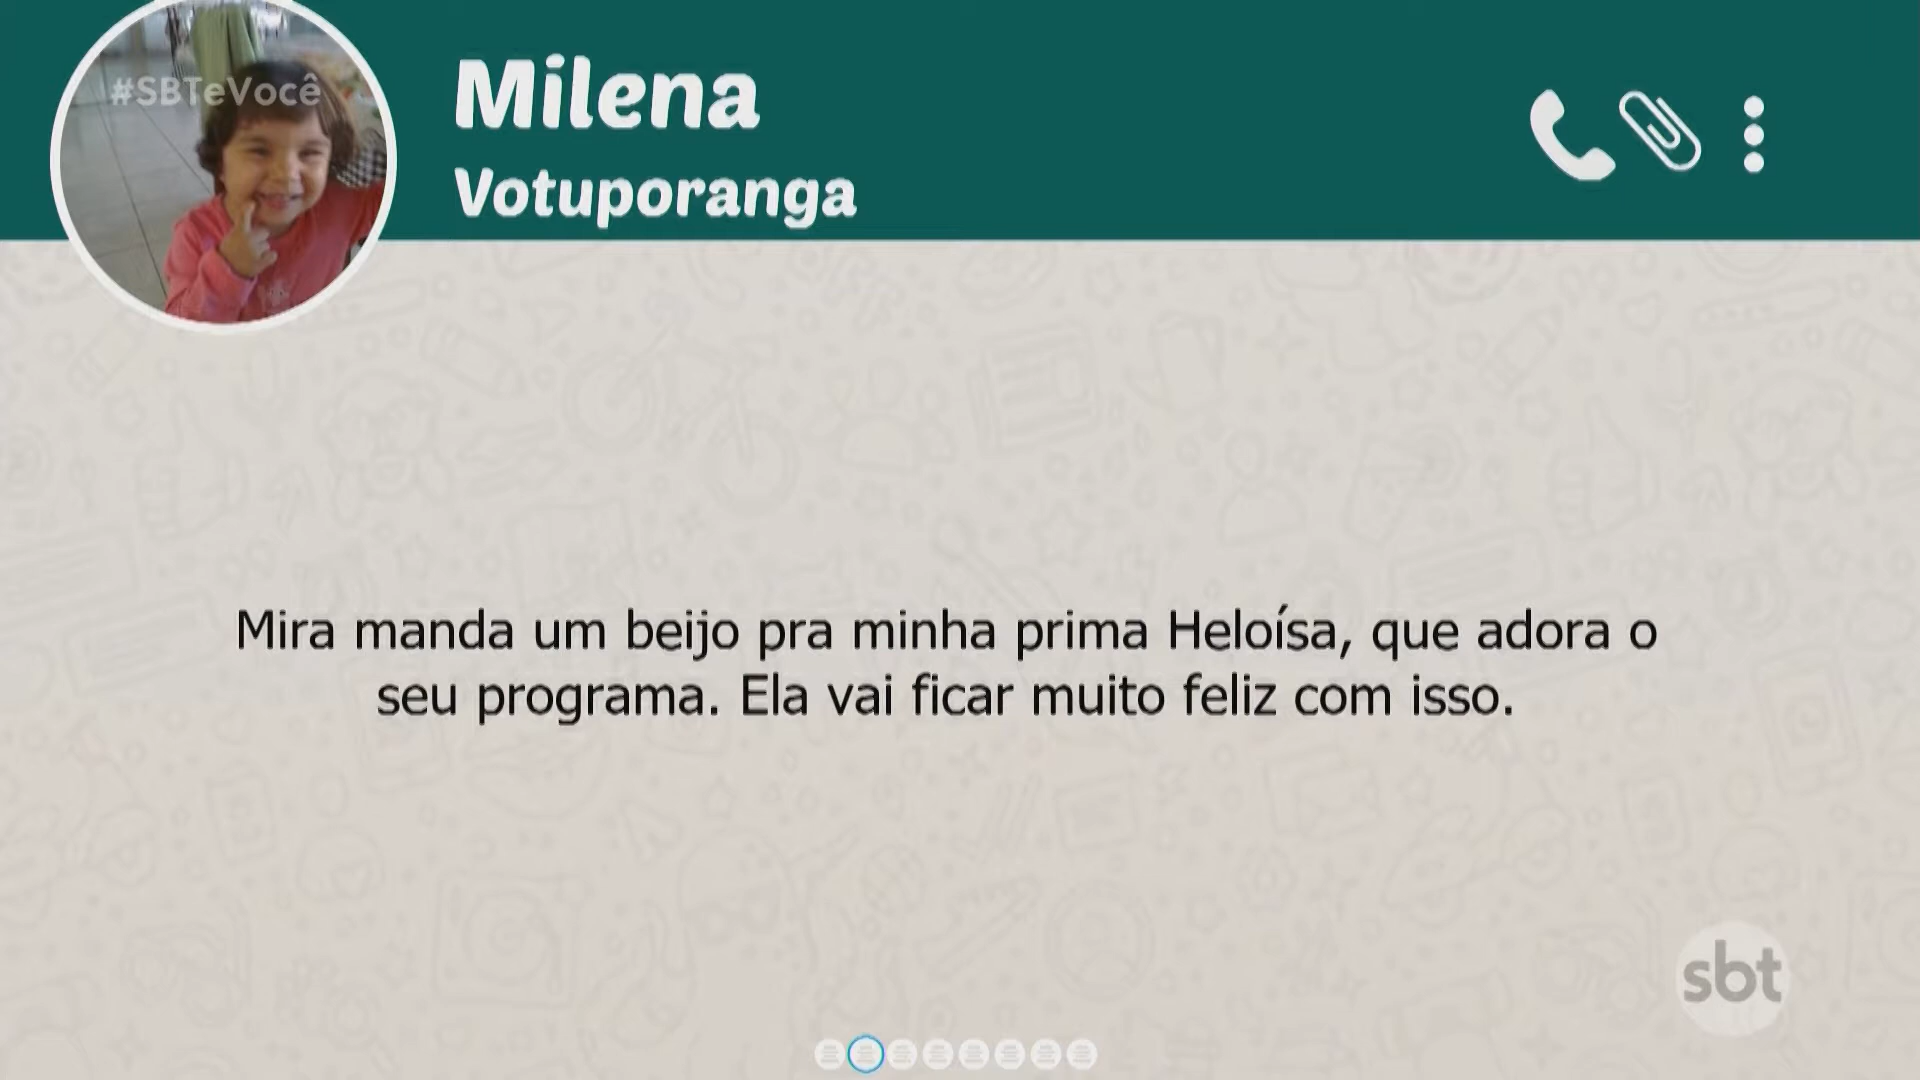 #SBTeVocê
Milena
Votuporanga
Mira manda um beijo pra minha prima Heloísa, que adora o
seu programa. Ela vai ficar muito feliz com isso.
sbt